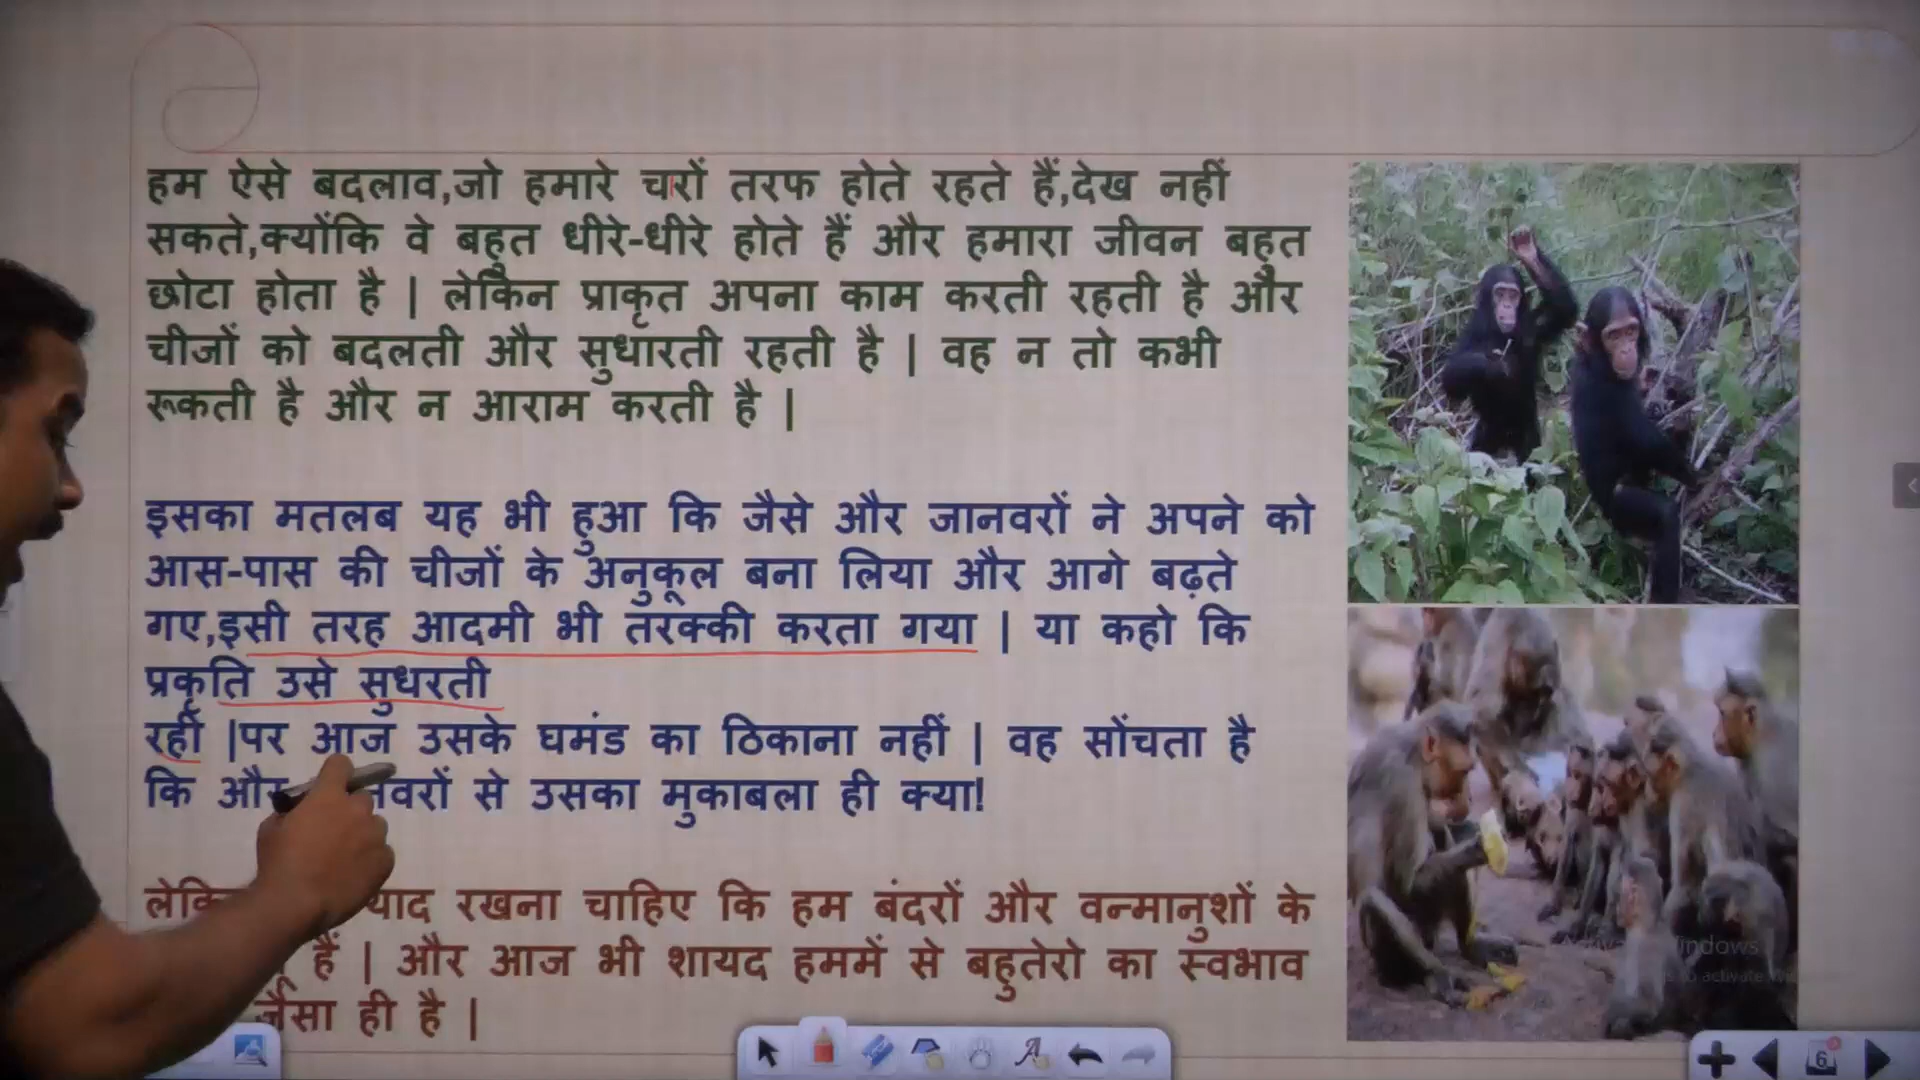 हम ऐसे बदलाव,जो हमारे चरों तरफ होते रहते हैं,देख नहीं
सकते,क्योंकि वे बहुत धीरे-धीरे होते हैं और हमारा जीवन बहुत
छोटा होता है | लेकिन प्राकृत अपना काम करती रहती है और
चीजों को बदलती और सुधारती रहती है | वह न तो कभी
रूकती है और न आराम करती है |
इसका मतलब यह भी हुआ कि जैसे और जानवरों ने अपने को
आस-पास की चीजों के अनुकूल बना लिया और आगे बढ़ते
गए,इसी तरह आदमी भी तरक्की करता गया | या कहो कि
प्रकृति उसे सुधरती
रही |पर आज उसके घमंड का ठिकाना नहीं | वह सोंचता है
कि और से उसका मुकाबला ही क्या!
याद रखना चाहिए कि हम बंदरों और वन्मानुशों के
हैं | और आज भी शायद हममें से बहुतेरो का स्वभाव
जैसा ही है |
6